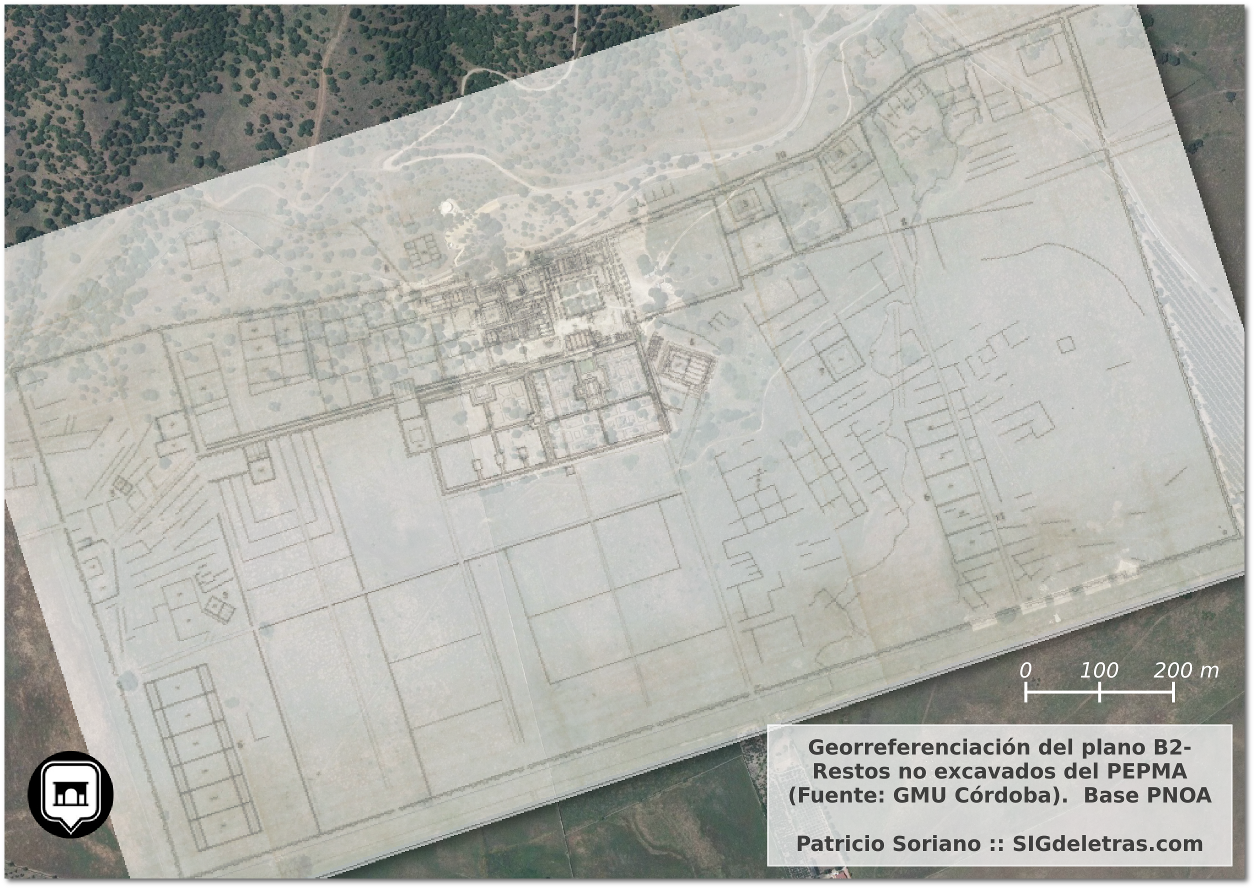 0 100 200 m
Georreferenciación del plano B2-
Restos no excavados del PEPMA
(Fuente: GMU Córdoba). Base PNOA
Patricio Soriano :: SIGdeletras.com